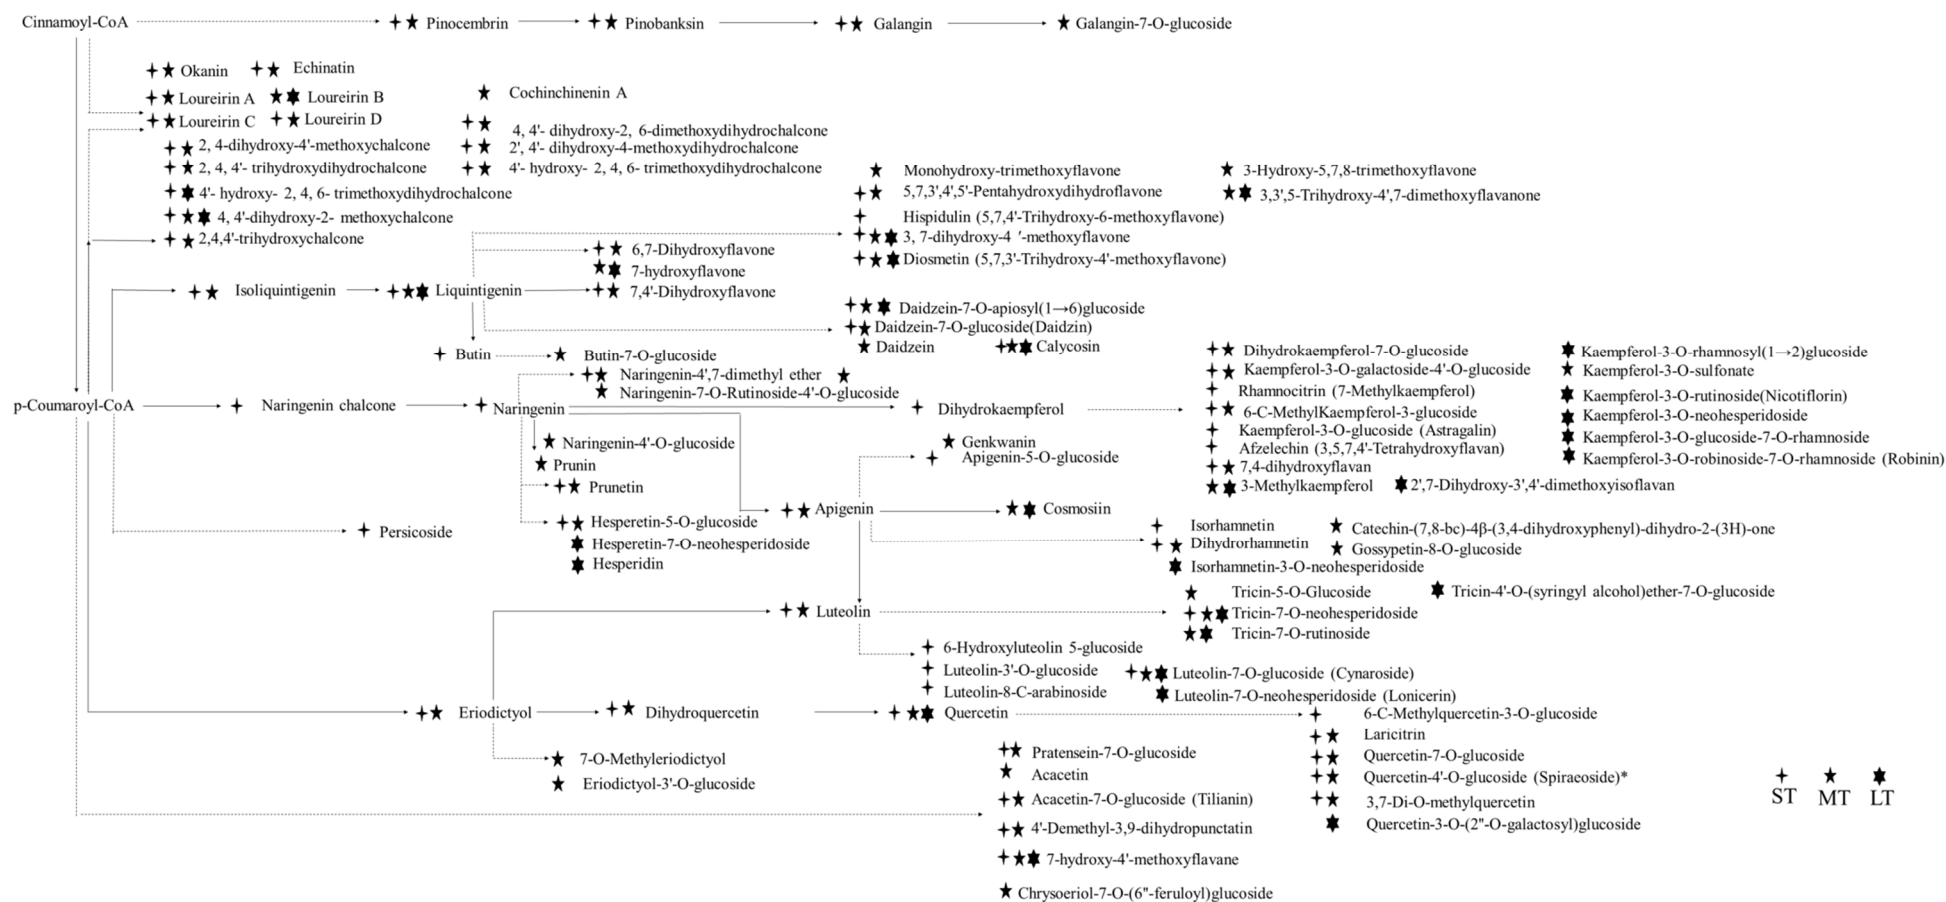 Cinnamoyl-CoA
Pinocembrin
Pinobanksin
Galangin
Galangin-7-O-glucoside
Okanin
Echinatin
Loureirin A
Loureirin B
Cochinchinenin A
Loureirin C
Loureirin D
4, 4'- dihydroxy-2, 6-dimethoxydihydrochalcone
2, 4-dihydroxy-4'-methoxychalcone
2', 4'- dihydroxy-4-methoxydihydrochalcone
2, 4, 4'- trihydroxydihydrochalcone
4'- hydroxy- 2, 4, 6- trimethoxydihydrochalcone
4'- hydroxy- 2, 4, 6- trimethoxydihydrochalcone
4, 4'-dihydroxy-2- methoxychalcone
2,4,4'-trihydroxychalcone
Monohydroxy-trimethoxyflavone
3-Hydroxy-5,7,8-trimethoxyflavone
5,7,3',4',5'-Pentahydroxydihydroflavone
3,3',5-Trihydroxy-4',7-dimethoxyflavanone
Hispidulin (5,7,4'-Trihydroxy-6-methoxyflavone)
3, 7-dihydroxy-4 ′-methoxyflavone
Diosmetin (5,7,3'-Trihydroxy-4'-methoxyflavone)
6,7-Dihydroxyflavone
7-hydroxyflavone
7,4'-Dihydroxyflavone
Isoliquintigenin
Liquintigenin
Daidzein-7-O-apiosyl(1→6)glucoside
Daidzein-7-O-glucoside(Daidzin)
Daidzein
Calycosin
Butin
Butin-7-O-glucoside
Naringenin-4',7-dimethyl ether
Naringenin-7-O-Rutinoside-4'-O-glucoside
p-Coumaroyl-CoA
Naringenin chalcone
Naringenin
Dihydrokaempferol
Dihydrokaempferol-7-O-glucoside
Kaempferol-3-O-galactoside-4'-O-glucoside
Rhamnocitrin (7-Methylkaempferol)
6-C-MethylKaempferol-3-glucoside
Kaempferol-3-O-glucoside (Astragalin)
Afzelechin (3,5,7,4'-Tetrahydroxyflavan)
7,4-dihydroxyflavan
3-Methylkaempferol
2',7-Dihydroxy-3',4'-dimethoxyisoflavan
Kaempferol-3-O-rhamnosyl(1→2)glucoside
Kaempferol-3-O-sulfonate
Kaempferol-3-O-rutinoside(Nicotiflorin)
Kaempferol-3-O-neohesperidoside
Kaempferol-3-O-glucoside-7-O-rhamnoside
Kaempferol-3-O-robinoside-7-O-rhamnoside (Robinin)
Naringenin-4'-O-glucoside
Prunin
Prunetin
Genkwanin
Apigenin-5-O-glucoside
Hesperetin-5-O-glucoside
Hesperetin-7-O-neohesperidoside
Hesperidin
Persicoside
Apigenin
Cosmosiin
Isorhamnetin
Dihydrorhamnetin
Isorhamnetin-3-O-neohesperidoside
Catechin-(7,8-bc)-4β-(3,4-dihydroxyphenyl)-dihydro-2-(3H)-one
Gossypetin-8-O-glucoside
Luteolin
Tricin-5-O-Glucoside
Tricin-4'-O-(syringyl alcohol)ether-7-O-glucoside
Tricin-7-O-neohesperidoside
Tricin-7-O-rutinoside
6-Hydroxyluteolin 5-glucoside
Luteolin-3'-O-glucoside
Luteolin-7-O-glucoside (Cynaroside)
Luteolin-8-C-arabinoside
Luteolin-7-O-neohesperidoside (Lonicerin)
Eriodictyol
Dihydroquercetin
Quercetin
6-C-Methylquercetin-3-O-glucoside
Laricitrin
Quercetin-7-O-glucoside
Quercetin-4'-O-glucoside (Spiraeoside)*
3,7-Di-O-methylquercetin
Quercetin-3-O-(2"-O-galactosyl)glucoside
7-O-Methyleriodictyol
Eriodictyol-3'-O-glucoside
Pratensein-7-O-glucoside
Acacetin
Acacetin-7-O-glucoside (Tilianin)
4'-Demethyl-3,9-dihydropunctatin
7-hydroxy-4'-methoxyflavane
Chrysoeriol-7-O-(6"-feruloyl)glucoside
ST MT LT